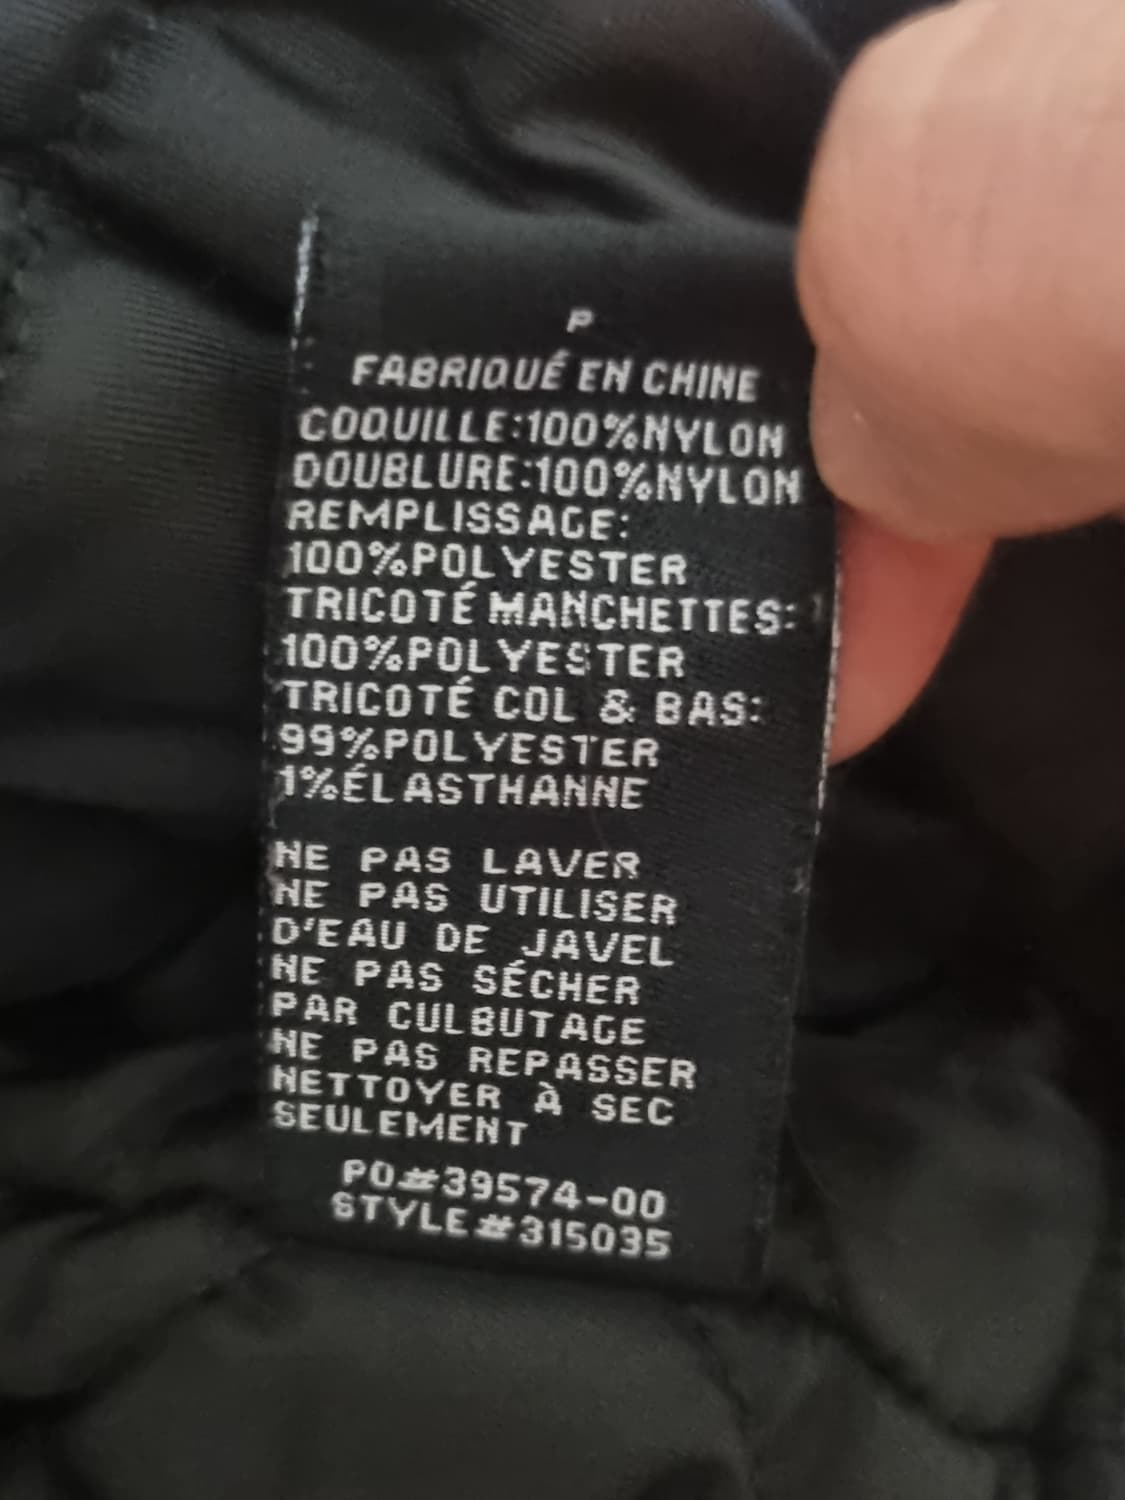 P
FABRIQUÉ EN CHINE
COQUILLE:100%NYLON
DOUBLURE:100%NYLON
REMPLISSAGE:
100%POLYESTER
TRICOTÉ MANCHETTES:
100%POLYESTER
TRICOTÉ COL & BAS:
99%POLYESTER
1%ÉLASTHANNE
NE PAS LAVER
NE PAS UTILISER
D'EAU DE JAVEL
NE PAS SÉCHER
PAR CULBUTAGE
NE PAS REPASSER
NETTOYER À SEC
SEULEMENT
PO#39574-00
STYLE#315035